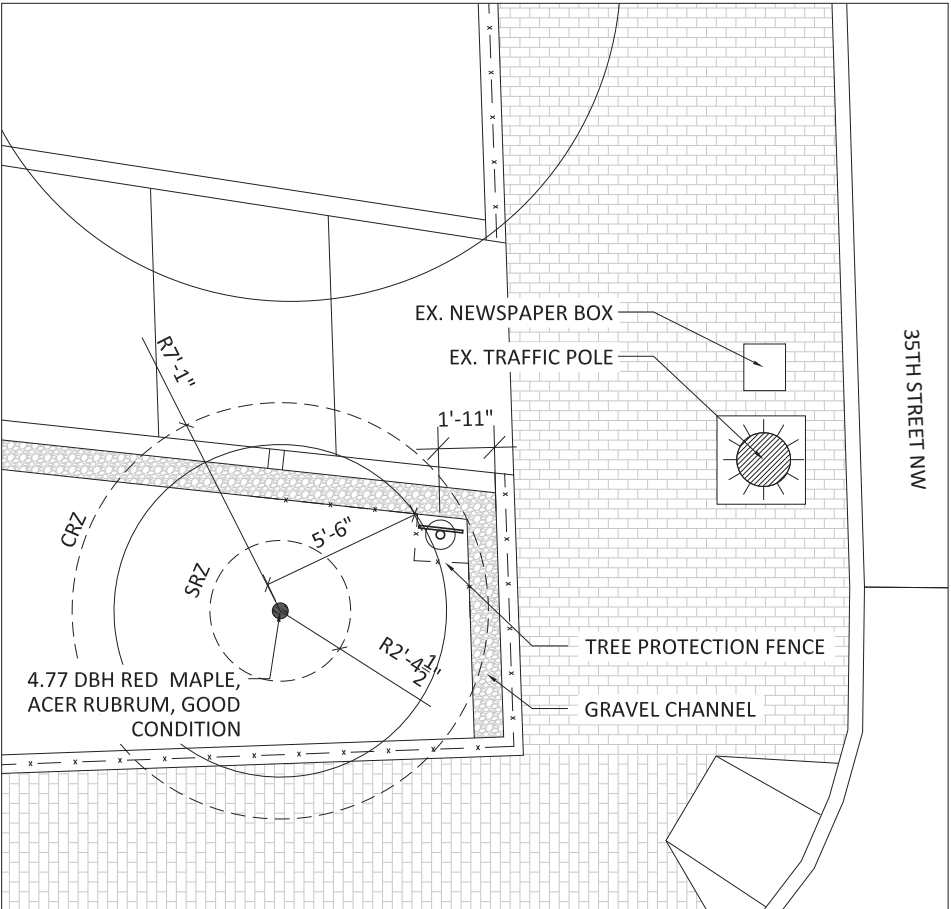 EX. NEWSPAPER BOX
EX. TRAFFIC POLE
35TH STREET NW
R7'-1"
1'-11"
CRZ
5'-6"
SRZ
R2'-4 1/2"
TREE PROTECTION FENCE
4.77 DBH RED MAPLE,
ACER RUBRUM, GOOD
CONDITION
GRAVEL CHANNEL